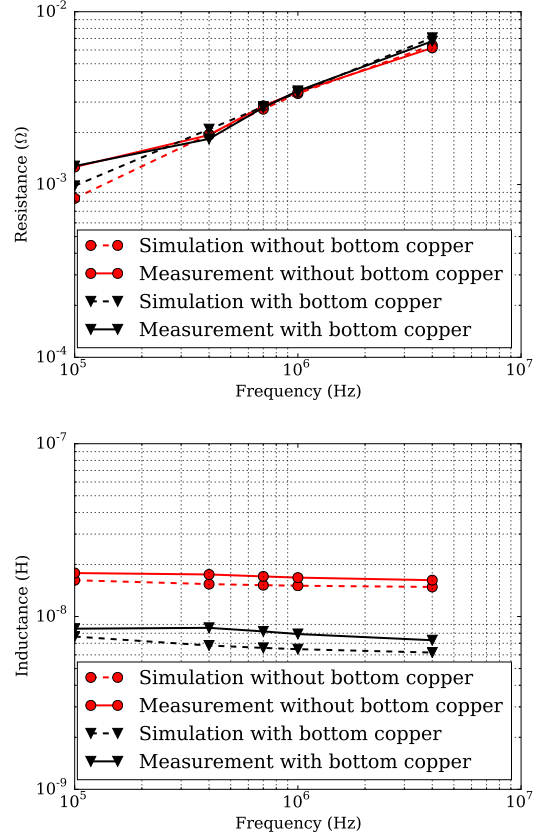 10^-2
Resistance (Ω)
10^-3
Simulation without bottom copper
Measurement without bottom copper
Simulation with bottom copper
Measurement with bottom copper
10^-4
10^5 10^6 10^7
Frequency (Hz)
10^-7
Inductance (H)
10^-8
Simulation without bottom copper
Measurement without bottom copper
Simulation with bottom copper
Measurement with bottom copper
10^-9
10^5 10^6 10^7
Frequency (Hz)